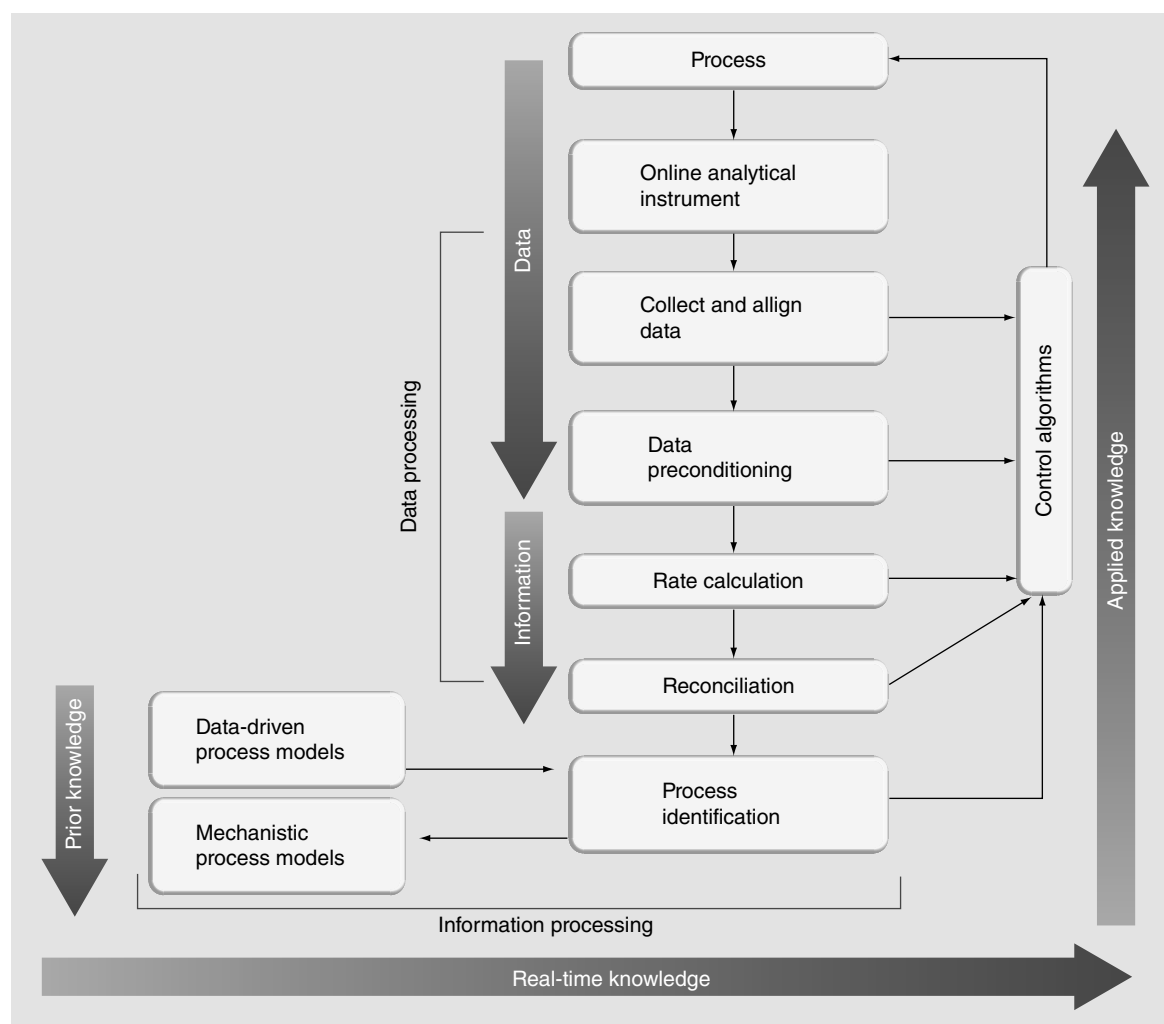 Process
Online analytical
instrument
Data
Collect and allign
data
Data processing
Data
preconditioning
Control algorithms
Applied knowledge
Information
Rate calculation
Reconciliation
Prior knowledge
Data-driven
process models
Process
identification
Mechanistic
process models
Information processing
Real-time knowledge